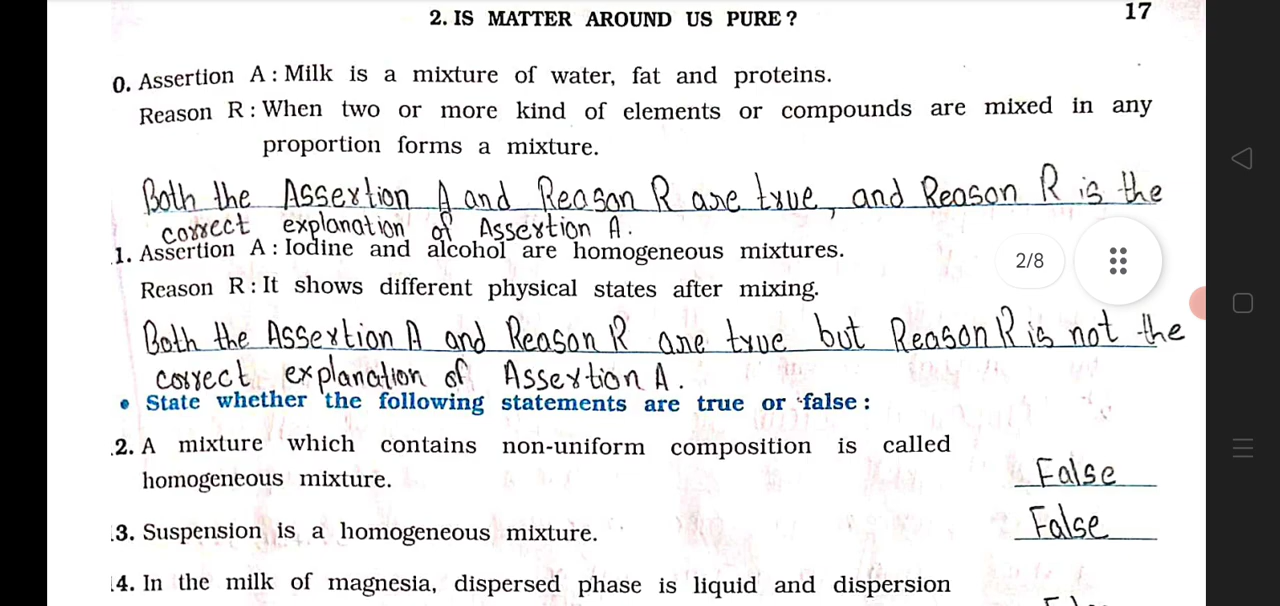 2. IS MATTER AROUND US PURE ?
17
0. Assertion A : Milk is a mixture of water, fat and proteins.
Reason R : When two or more kind of elements or compounds are mixed in any
proportion forms a mixture.
Both the Assertion A and Reason R are true, and Reason R is the
correct explanation of Assertion A.
1. Assertion A : Iodine and alcohol are homogeneous mixtures.
2/8
Reason R : It shows different physical states after mixing.
Both the Assertion A and Reason R are true but Reason R is not the
correct explanation of Assertion A.
• State whether the following statements are true or false :
2. A mixture which contains non-uniform composition is called
homogeneous mixture.
False
3. Suspension is a homogeneous mixture.
False
4. In the milk of magnesia, dispersed phase is liquid and dispersion